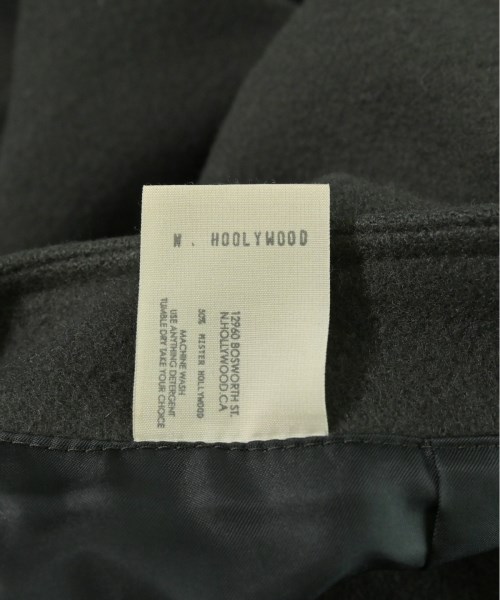 N. HOOLYWOOD
12960 BOSWORTH ST.
N.HOLLYWOOD.CA
50% MISTER HOLLYWOOD
MACHINE WASH
USE ANYTHING DETERGENT
TUMBLE DRY TAKE YOUR CHOICE